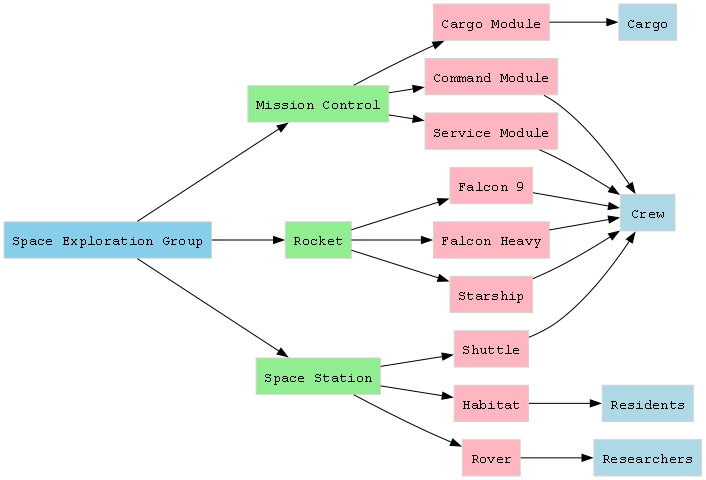 Cargo Module
Cargo
Command Module
Mission Control
Service Module
Falcon 9
Crew
Space Exploration Group
Rocket
Falcon Heavy
Starship
Shuttle
Space Station
Habitat
Residents
Rover
Researchers